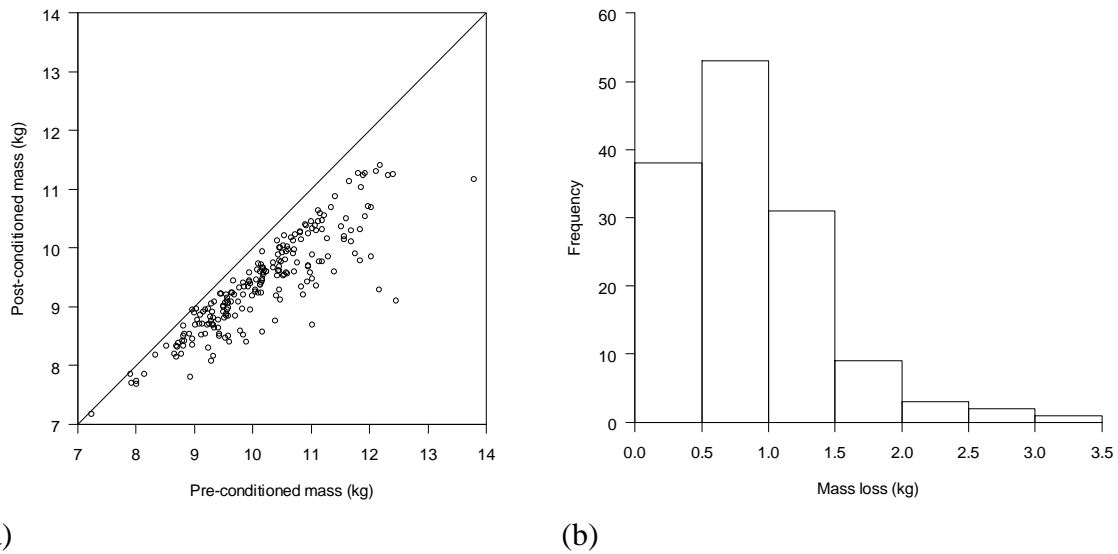 14
13
12
11
10
9
8
7
Post-conditioned mass (kg)
7 8 9 10 11 12 13 14
Pre-conditioned mass (kg)
)
60
50
40
30
20
10
0
Frequency
0.0 0.5 1.0 1.5 2.0 2.5 3.0 3.5
Mass loss (kg)
(b)